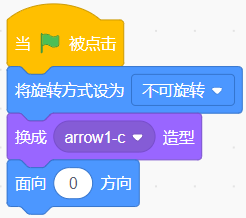 当 被点击
将旋转方式设为 不可旋转
换成 arrow1-c 造型
面向 0 方向